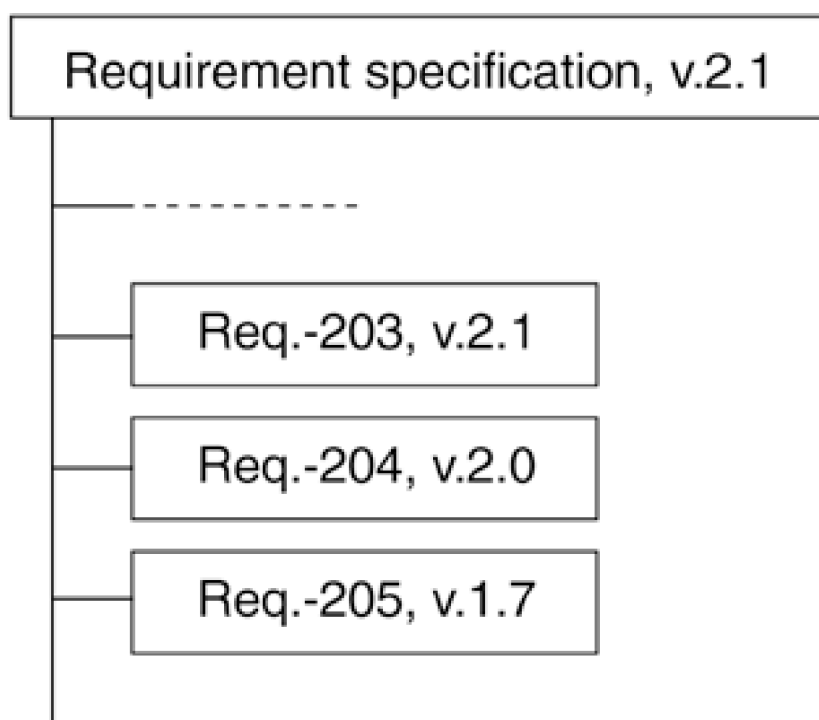 Requirement specification, v.2.1
Req.-203, v.2.1
Req.-204, v.2.0
Req.-205, v.1.7